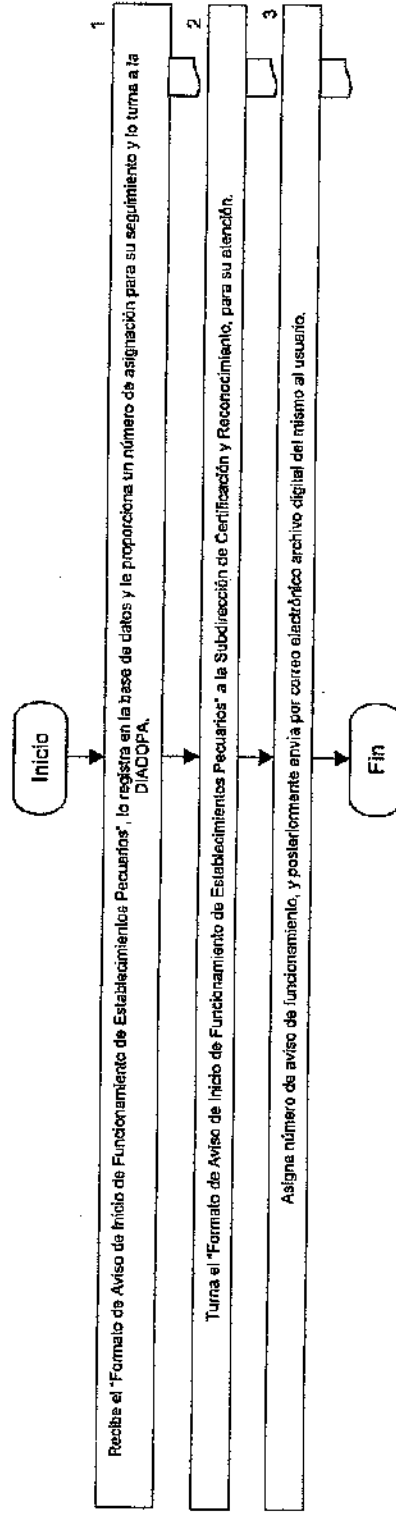 Inicio
1
Recibe el "Formato de Aviso de Inicio de Funcionamiento de Establecimientos Pecuarios", lo registra en la base de datos y le proporciona un número de asignación para su seguimiento y lo turna a la
DIACOPA.
2
Turna el "Formato de Aviso de Inicio de Funcionamiento de Establecimientos Pecuarios" a la Subdirección de Certificación y Reconocimiento, para su atención.
3
Asigna número de aviso de funcionamiento, y posteriormente envía por correo electrónico archivo digital del mismo al usuario.
Fin